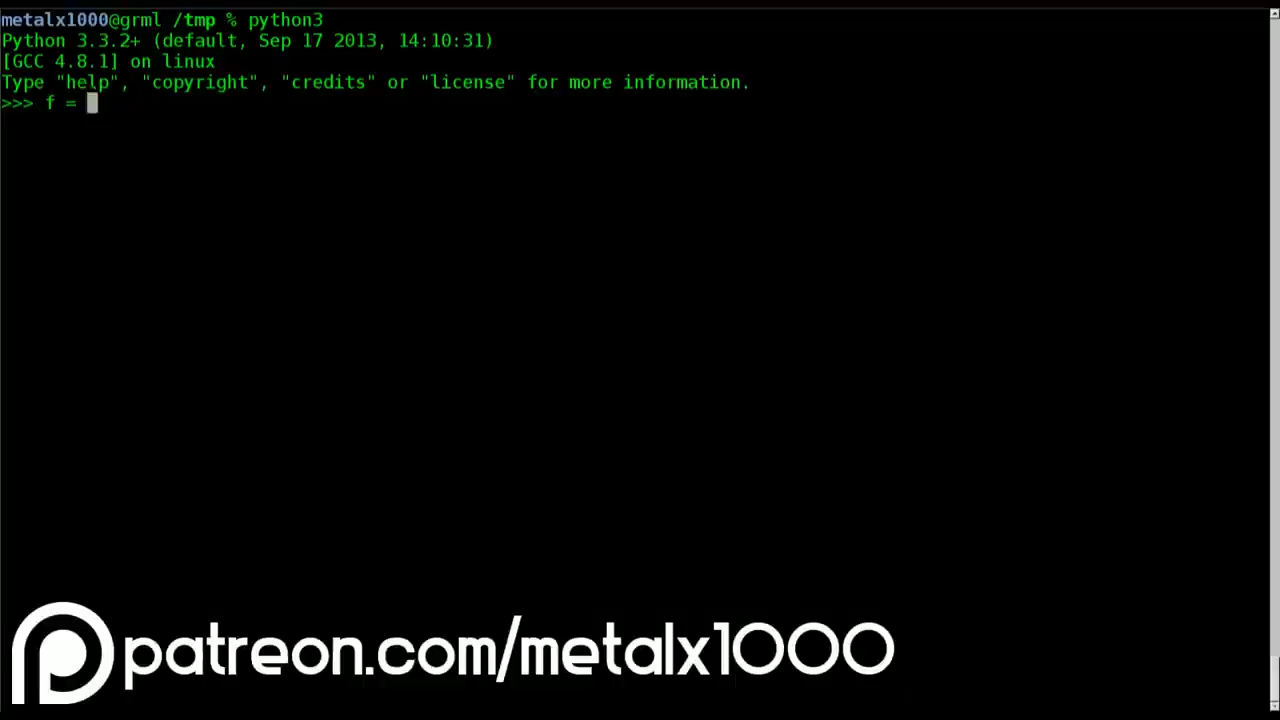 metalx1000@grml /tmp % python3
Python 3.3.2+ (default, Sep 17 2013, 14:10:31)
[GCC 4.8.1] on linux
Type "help", "copyright", "credits" or "license" for more information.
>>> f =
patreon.com/metalx1000